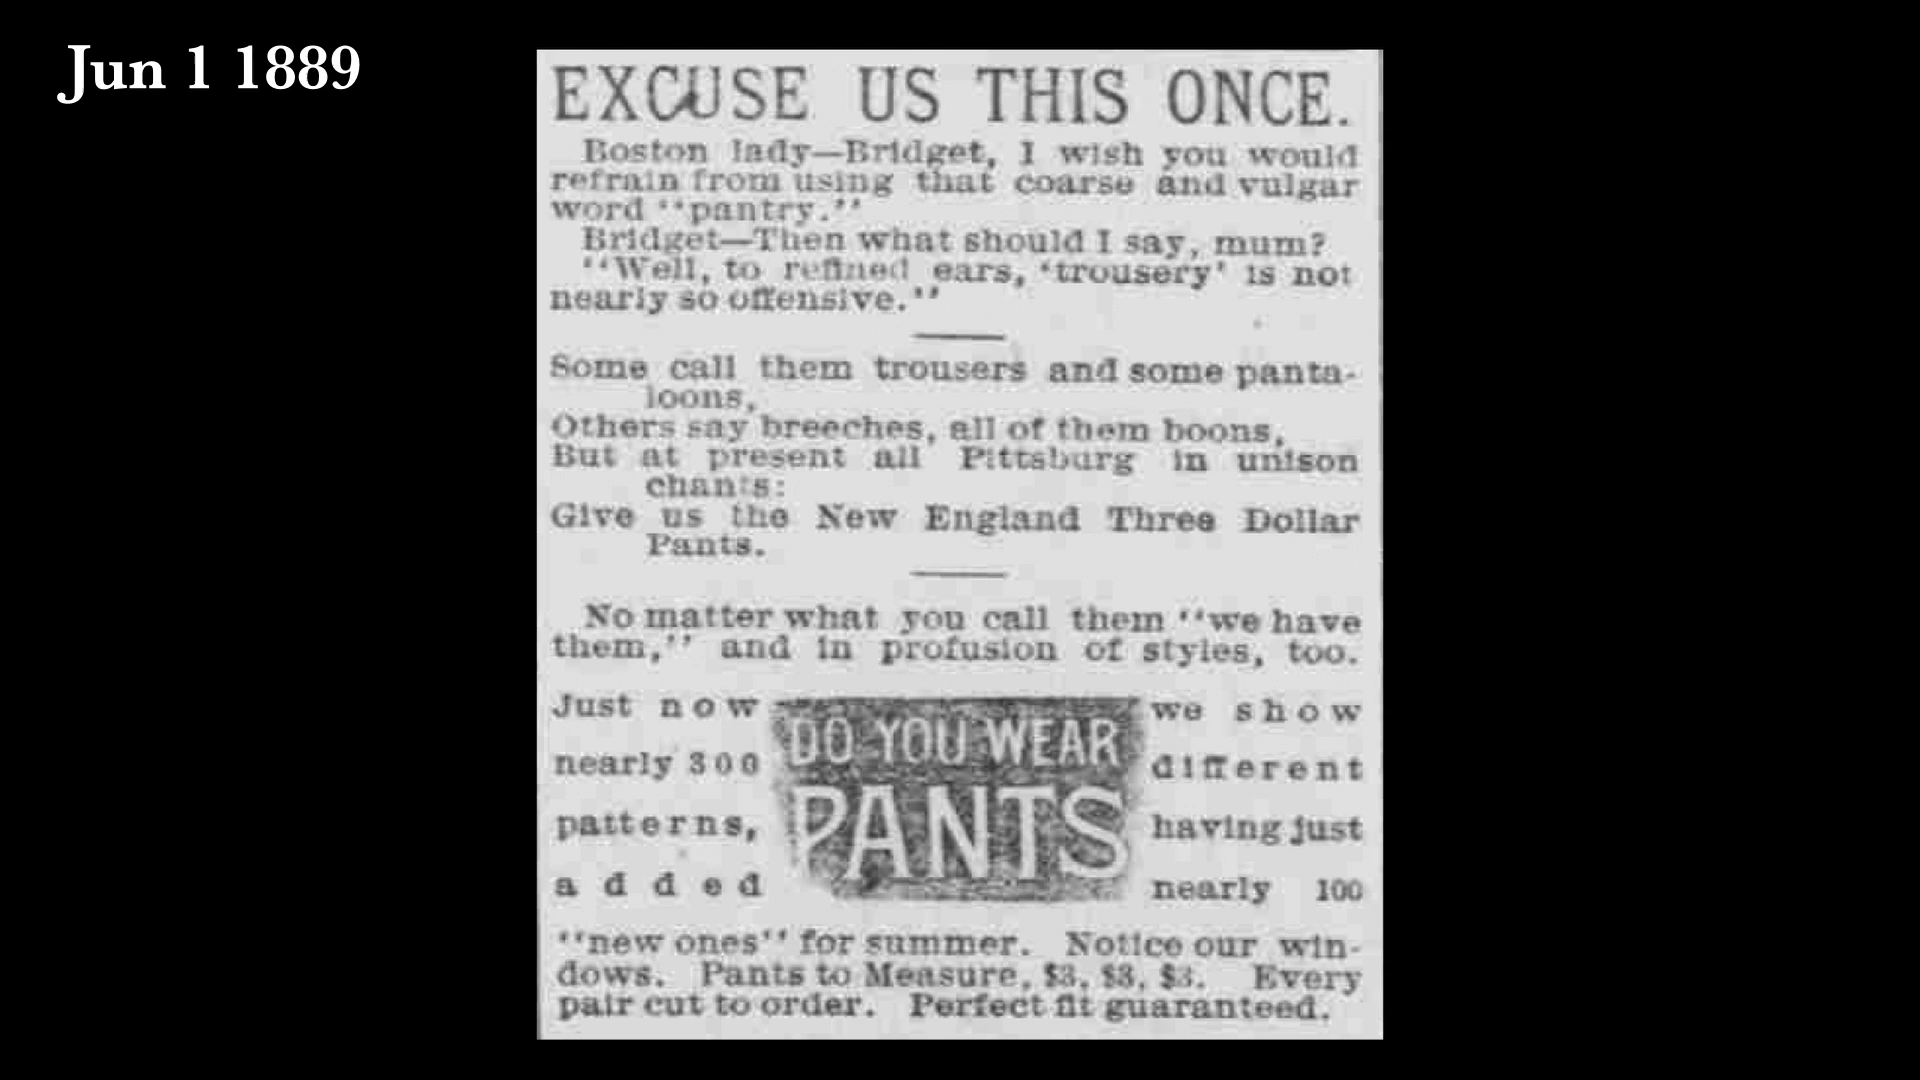 Jun 1 1889
EXCUSE US THIS ONCE.
Boston lady—Bridget, I wish you would
refrain from using that coarse and vulgar
word "pantry."
Bridget—Then what should I say, mum?
"Well, to refined ears, 'trousery' is not
nearly so offensive."
Some call them trousers and some panta-
loons,
Others say breeches, all of them boons,
But at present all Pittsburg in unison
chants:
Give us the New England Three Dollar
Pants.
No matter what you call them "we have
them," and in profusion of styles, too.
Just now DO YOU WEAR we show
nearly 300 different
patterns, PANTS having just
added nearly 100
"new ones" for summer. Notice our win-
dows. Pants to Measure, $3, $3, $3. Every
pair cut to order. Perfect fit guaranteed.